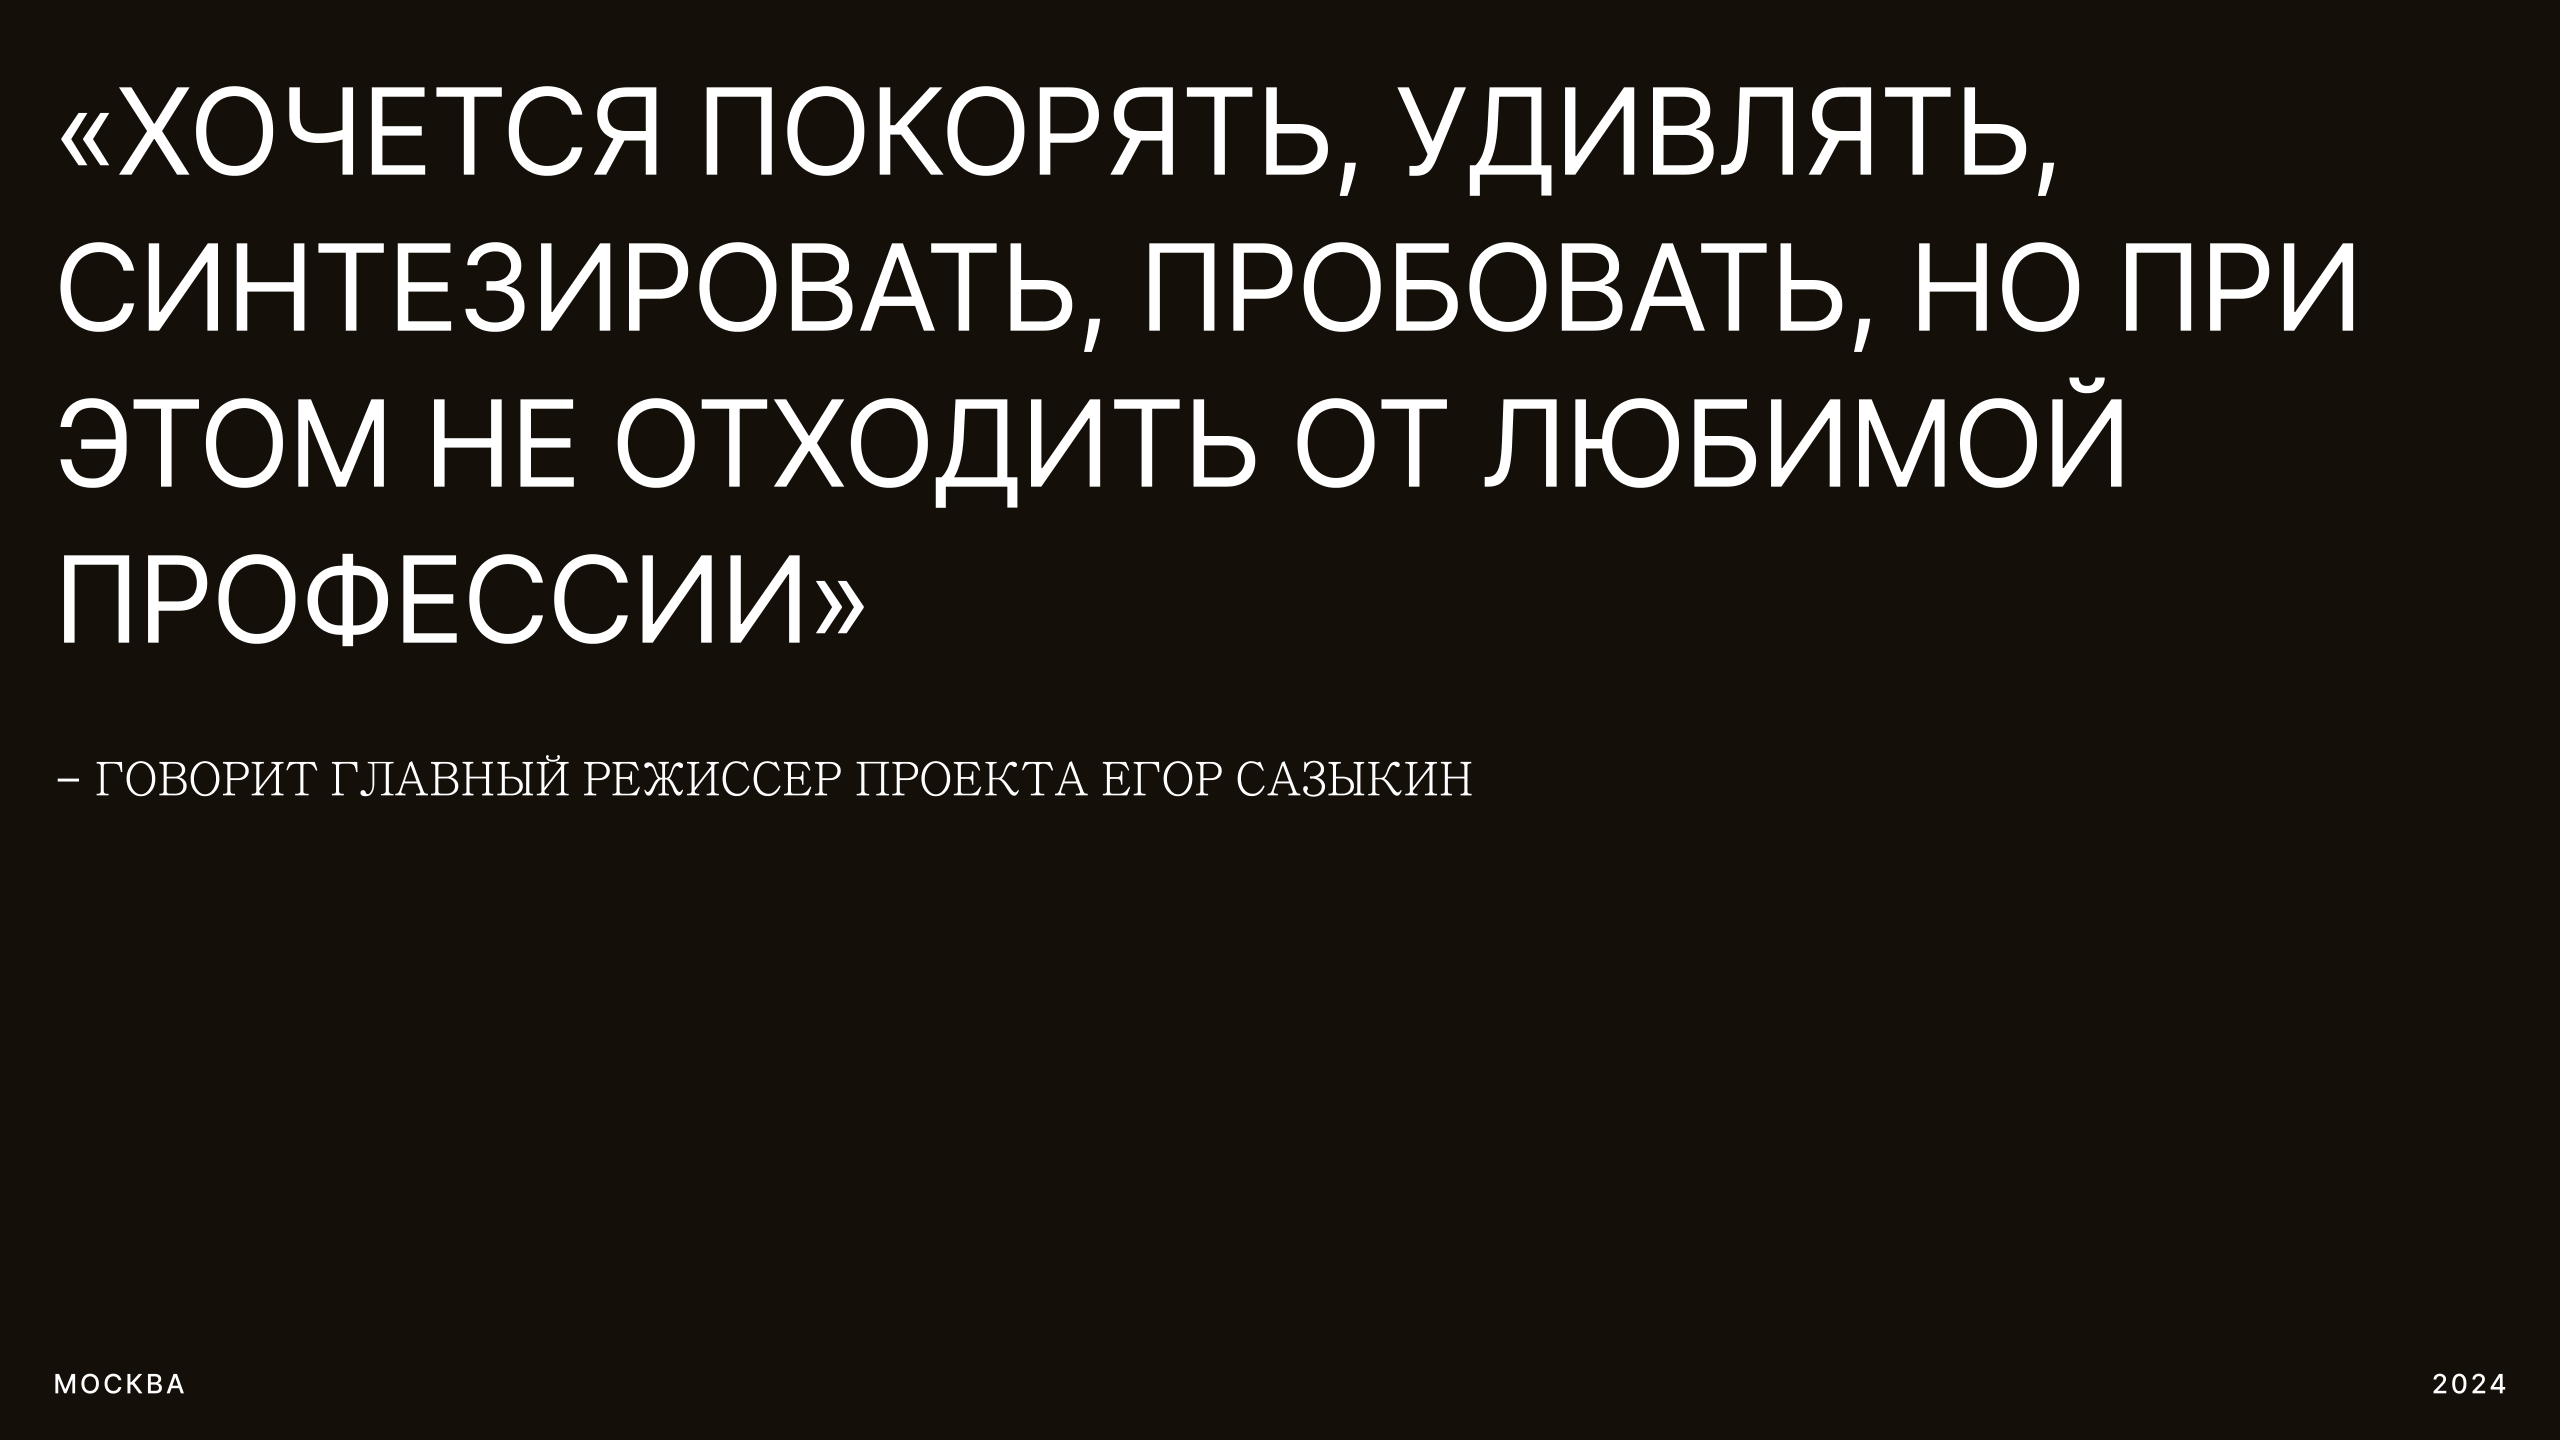 «ХОЧЕТСЯ ПОКОРЯТЬ, УДИВЛЯТЬ,
СИНТЕЗИРОВАТЬ, ПРОБОВАТЬ, НО ПРИ
ЭТОМ НЕ ОТХОДИТЬ ОТ ЛЮБИМОЙ
ПРОФЕССИИ»
– ГОВОРИТ ГЛАВНЫЙ РЕЖИССЕР ПРОЕКТА ЕГОР САЗЫКИН
МОСКВА
2024